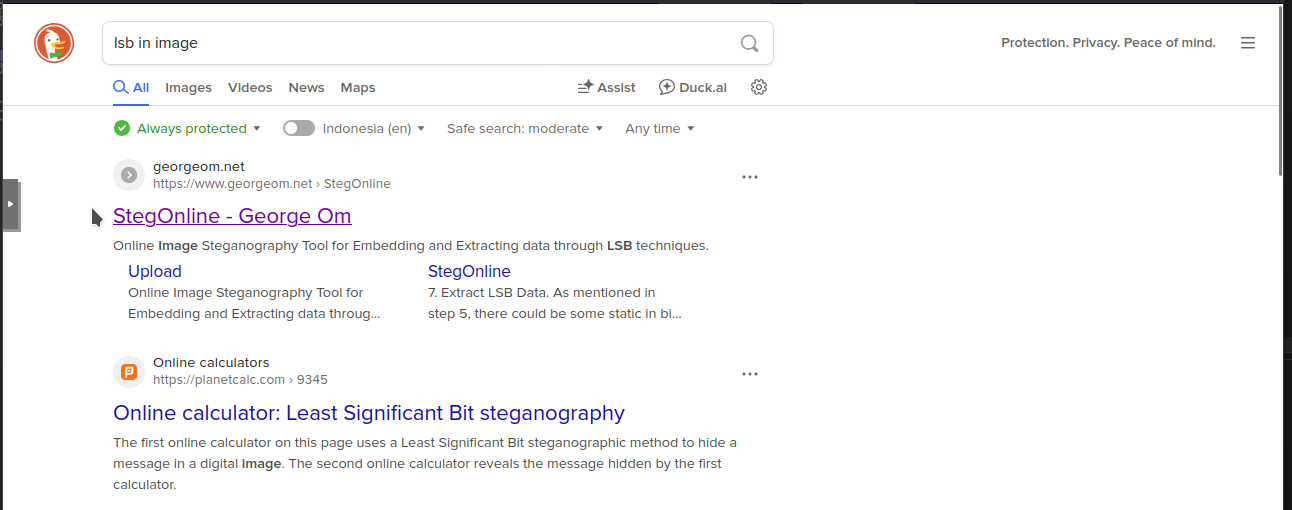 lsb in image
Protection. Privacy. Peace of mind.
All Images Videos News Maps Assist Duck.ai
Always protected Indonesia (en) Safe search: moderate Any time
georgeom.net
https://www.georgeom.net › StegOnline
StegOnline - George Om
Online Image Steganography Tool for Embedding and Extracting data through LSB techniques.
Upload
Online Image Steganography Tool for
Embedding and Extracting data throug...
StegOnline
7. Extract LSB Data. As mentioned in
step 5, there could be some static in bi...
Online calculators
https://planetcalc.com › 9345
Online calculator: Least Significant Bit steganography
The first online calculator on this page uses a Least Significant Bit steganographic method to hide a
message in a digital image. The second online calculator reveals the message hidden by the first
calculator.